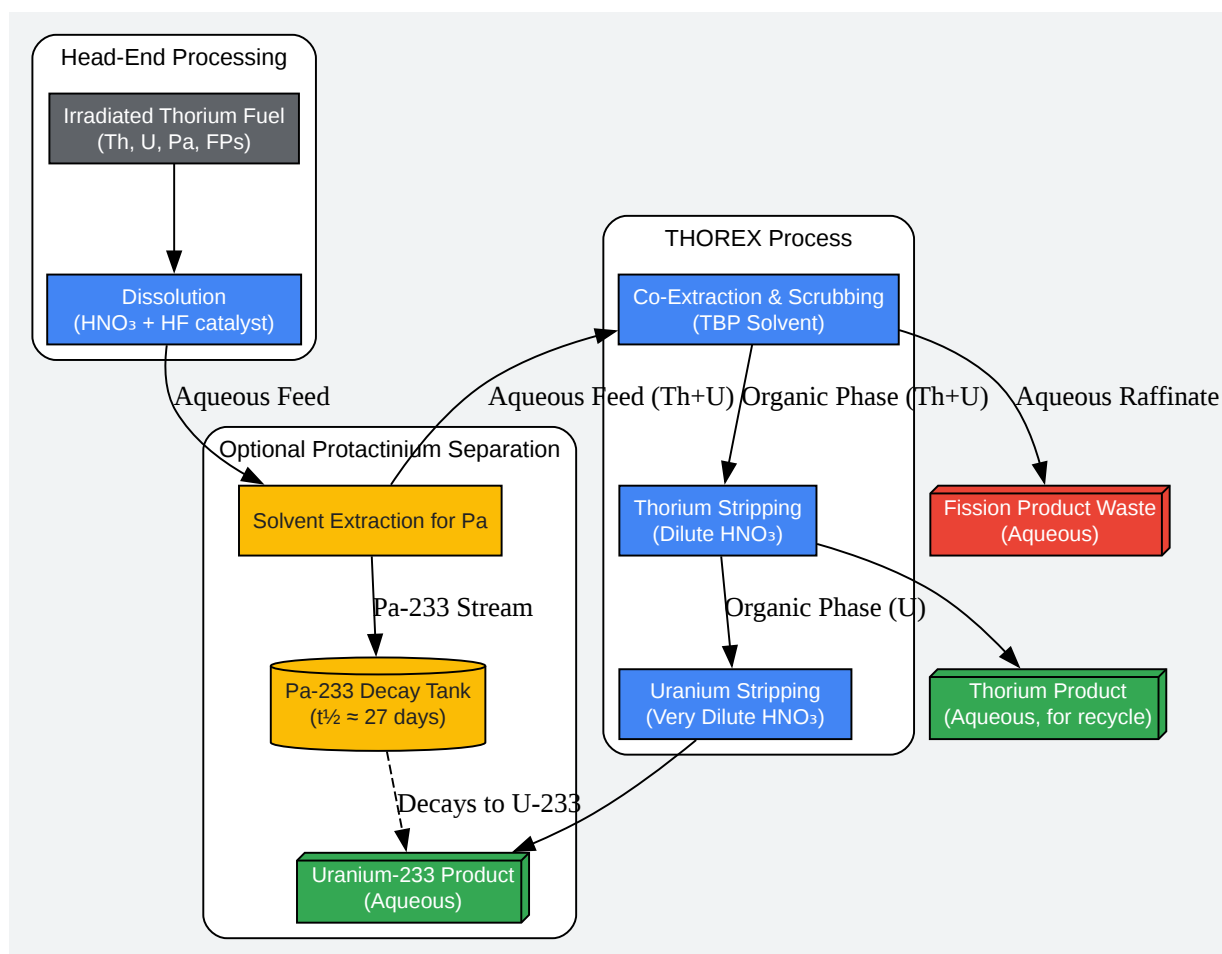 Head-End Processing
Irradiated Thorium Fuel
(Th, U, Pa, FPs)
Dissolution
(HNO₃ + HF catalyst)
Aqueous Feed
Optional Protactinium Separation
Solvent Extraction for Pa
Pa-233 Stream
Pa-233 Decay Tank
(t½ ≈ 27 days)
Decays to U-233
Uranium-233 Product
(Aqueous)
Aqueous Feed (Th+U)
THOREX Process
Co-Extraction & Scrubbing
(TBP Solvent)
Organic Phase (Th+U)
Aqueous Raffinate
Thorium Stripping
(Dilute HNO₃)
Fission Product Waste
(Aqueous)
Organic Phase (U)
Uranium Stripping
(Very Dilute HNO₃)
Thorium Product
(Aqueous, for recycle)